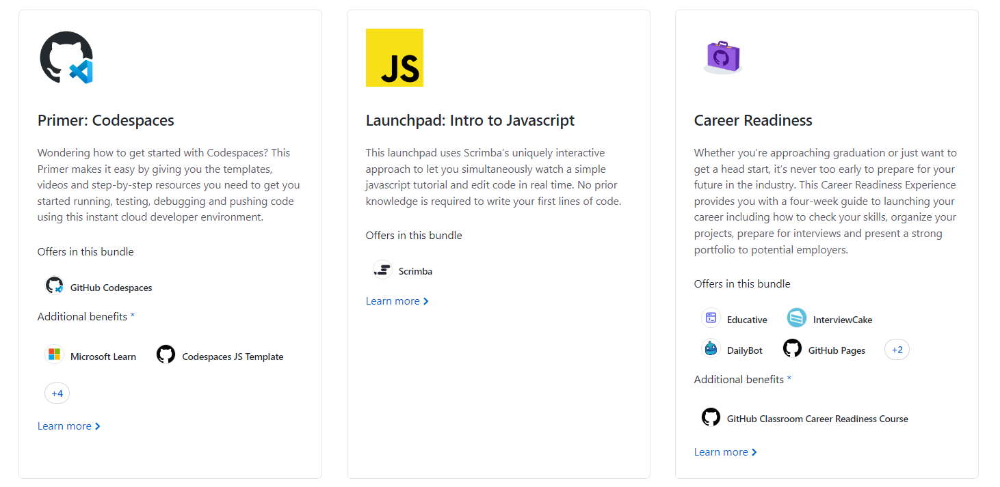 JS
Primer: Codespaces
Wondering how to get started with Codespaces? This
Primer makes it easy by giving you the templates,
videos and step-by-step resources you need to get you
started running, testing, debugging and pushing code
using this instant cloud developer environment.
Offers in this bundle
GitHub Codespaces
Additional benefits *
Microsoft Learn
Codespaces JS Template
+4
Learn more
Launchpad: Intro to Javascript
This launchpad uses Scrimba’s uniquely interactive
approach to let you simultaneously watch a simple
javascript tutorial and edit code in real time. No prior
knowledge is required to write your first lines of code.
Offers in this bundle
Scrimba
Learn more
Career Readiness
Whether you’re approaching graduation or just want to
get a head start, it’s never too early to prepare for your
future in the industry. This Career Readiness Experience
provides you with a four-week guide to launching your
career including how to check your skills, organize your
projects, prepare for interviews and present a strong
portfolio to potential employers.
Offers in this bundle
Educative
InterviewCake
DailyBot
GitHub Pages
+2
Additional benefits *
GitHub Classroom Career Readiness Course
Learn more